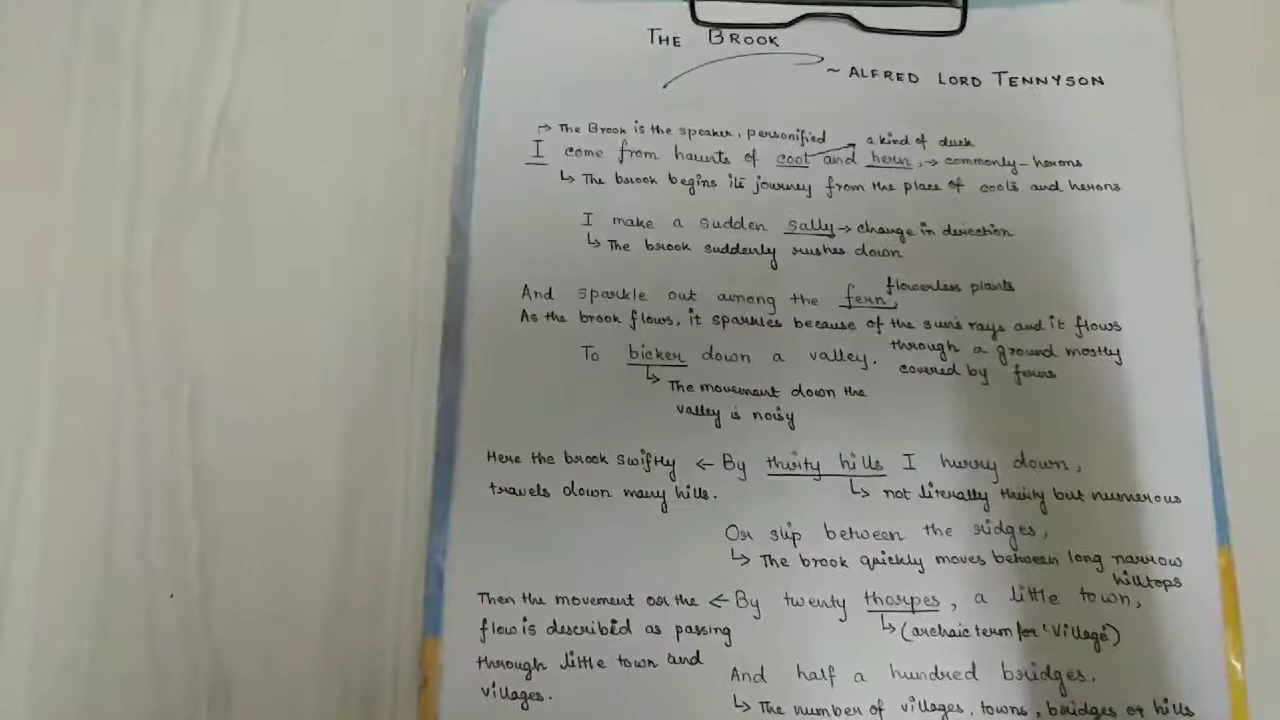 THE BROOK
~ ALFRED LORD TENNYSON
→ The Brook is the speaker, personified a kind of duck
I come from haunts of coot and hern, → commonly - herons
↳ The brook begins its journey from the place of coots and herons
I make a sudden sally → change in direction
↳ The brook suddenly rushes down
flowerless plants
And sparkle out among the fern,
As the brook flows, it sparkles because of the sun's rays and it flows
To bicker down a valley. through a ground mostly
covered by ferns
↳ The movement down the
valley is noisy
Here the brook swiftly ← By thirty hills I hurry down,
travels down many hills. ↳ not literally thirty but numerous
Or slip between the ridges,
↳ The brook quickly moves between long narrow
hilltops
Then the movement or the ← By twenty thorpes, a little town,
flow is described as passing ↳ (archaic term for 'Village')
through little town and
villages. And half a hundred bridges.
↳ The number of villages, towns, bridges or hills